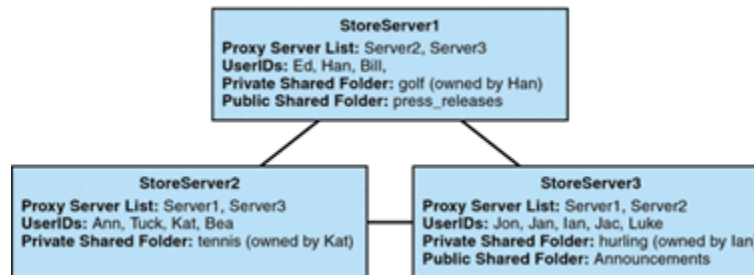 StoreServer1
Proxy Server List: Server2, Server3
UserIDs: Ed, Han, Bill,
Private Shared Folder: golf (owned by Han)
Public Shared Folder: press_releases
StoreServer2
Proxy Server List: Server1, Server3
UserIDs: Ann, Tuck, Kat, Bea
Private Shared Folder: tennis (owned by Kat)
StoreServer3
Proxy Server List: Server1, Server2
UserIDs: Jon, Jan, Ian, Jac, Luke
Private Shared Folder: hurling (owned by Ian)
Public Shared Folder: Announcements